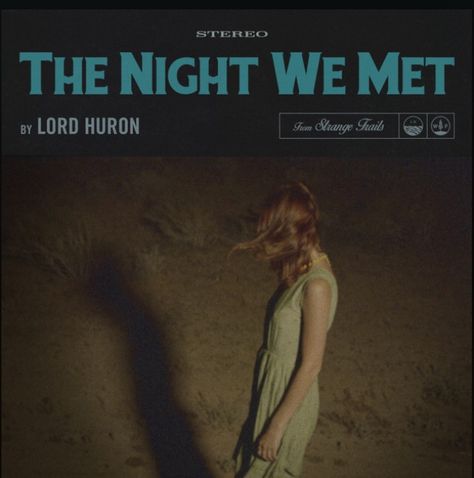 STEREO
THE NIGHT WE MET
BY LORD HURON
From Strange Trails